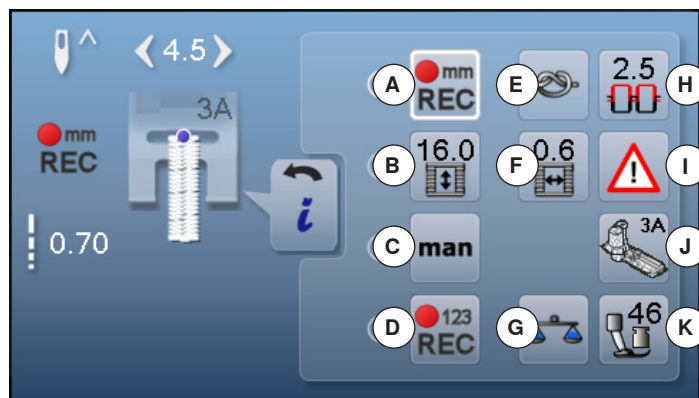 ^
4.5
3A
mm
REC
0.70
i
A
mm
REC
E
2.5
H
B
16.0
F
0.6
I
!
C
man
J
3A
D
123
REC
G
46
K